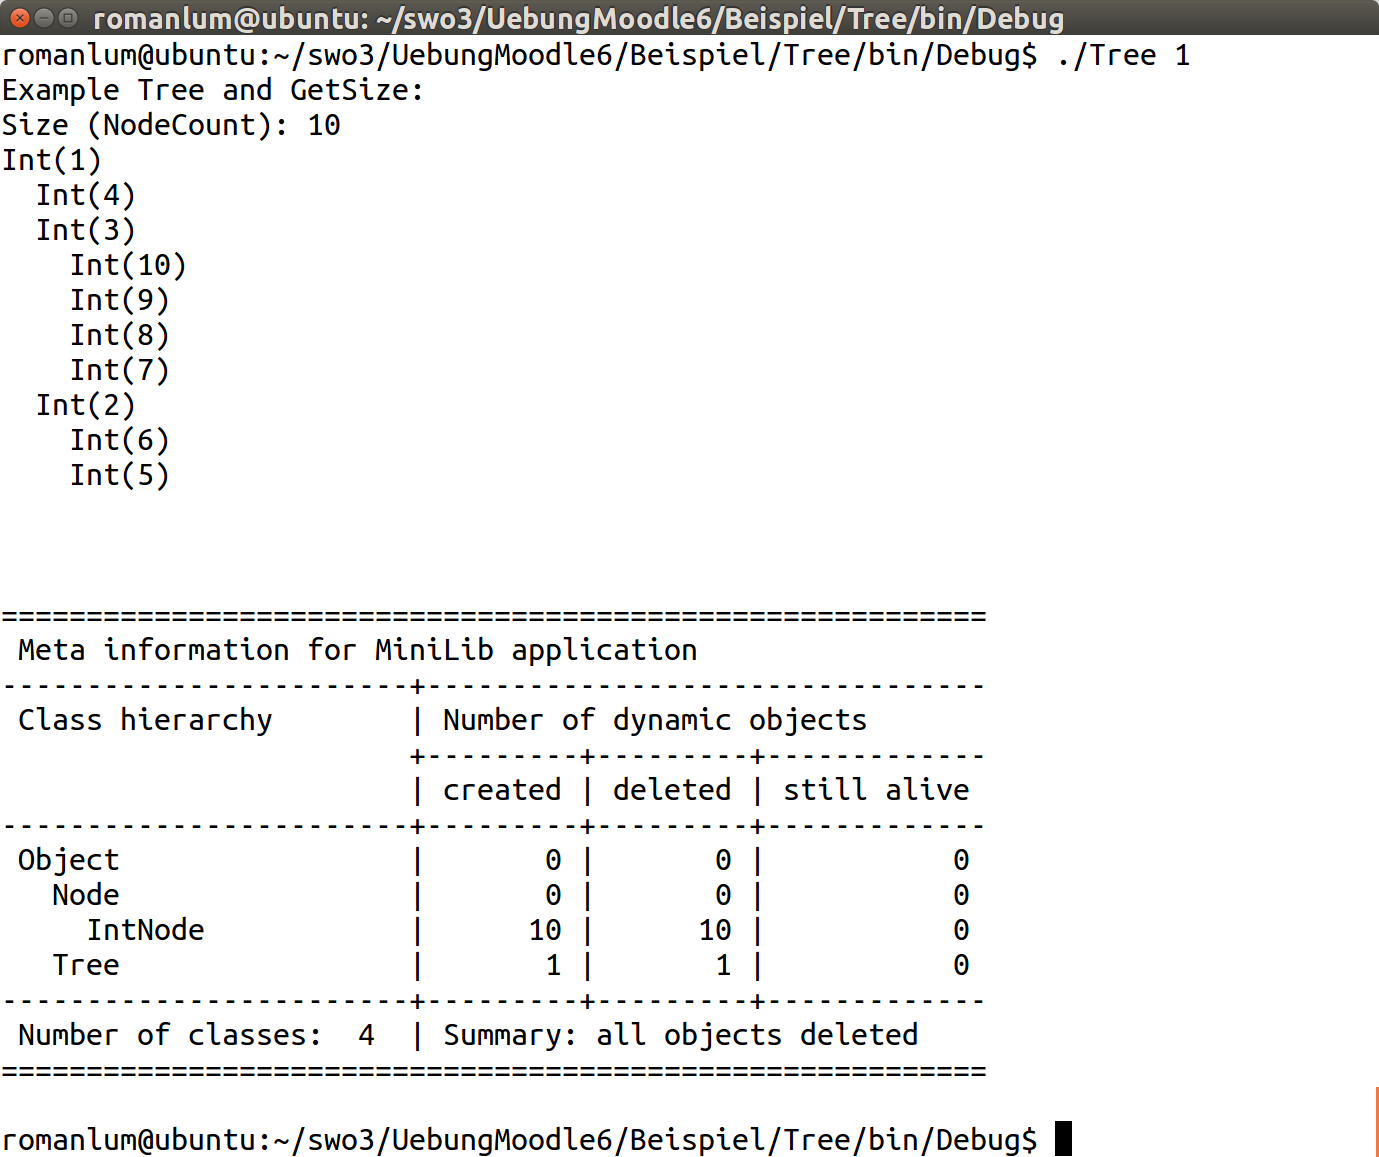 romanlum@ubuntu: ~/swo3/UebungMoodle6/Beispiel/Tree/bin/Debug
romanlum@ubuntu:~/swo3/UebungMoodle6/Beispiel/Tree/bin/Debug$ ./Tree 1
Example Tree and GetSize:
Size (NodeCount): 10
Int(1)
  Int(4)
  Int(3)
    Int(10)
    Int(9)
    Int(8)
    Int(7)
  Int(2)
    Int(6)
    Int(5)
==========================================================
 Meta information for MiniLib application
------------------------+---------------------------------
 Class hierarchy        | Number of dynamic objects
                        +---------+---------+-------------
                        | created | deleted | still alive
------------------------+---------+---------+-------------
 Object                 |       0 |       0 |           0
   Node                 |       0 |       0 |           0
     IntNode            |      10 |      10 |           0
   Tree                 |       1 |       1 |           0
------------------------+---------+---------+-------------
 Number of classes:  4  | Summary: all objects deleted
==========================================================
romanlum@ubuntu:~/swo3/UebungMoodle6/Beispiel/Tree/bin/Debug$